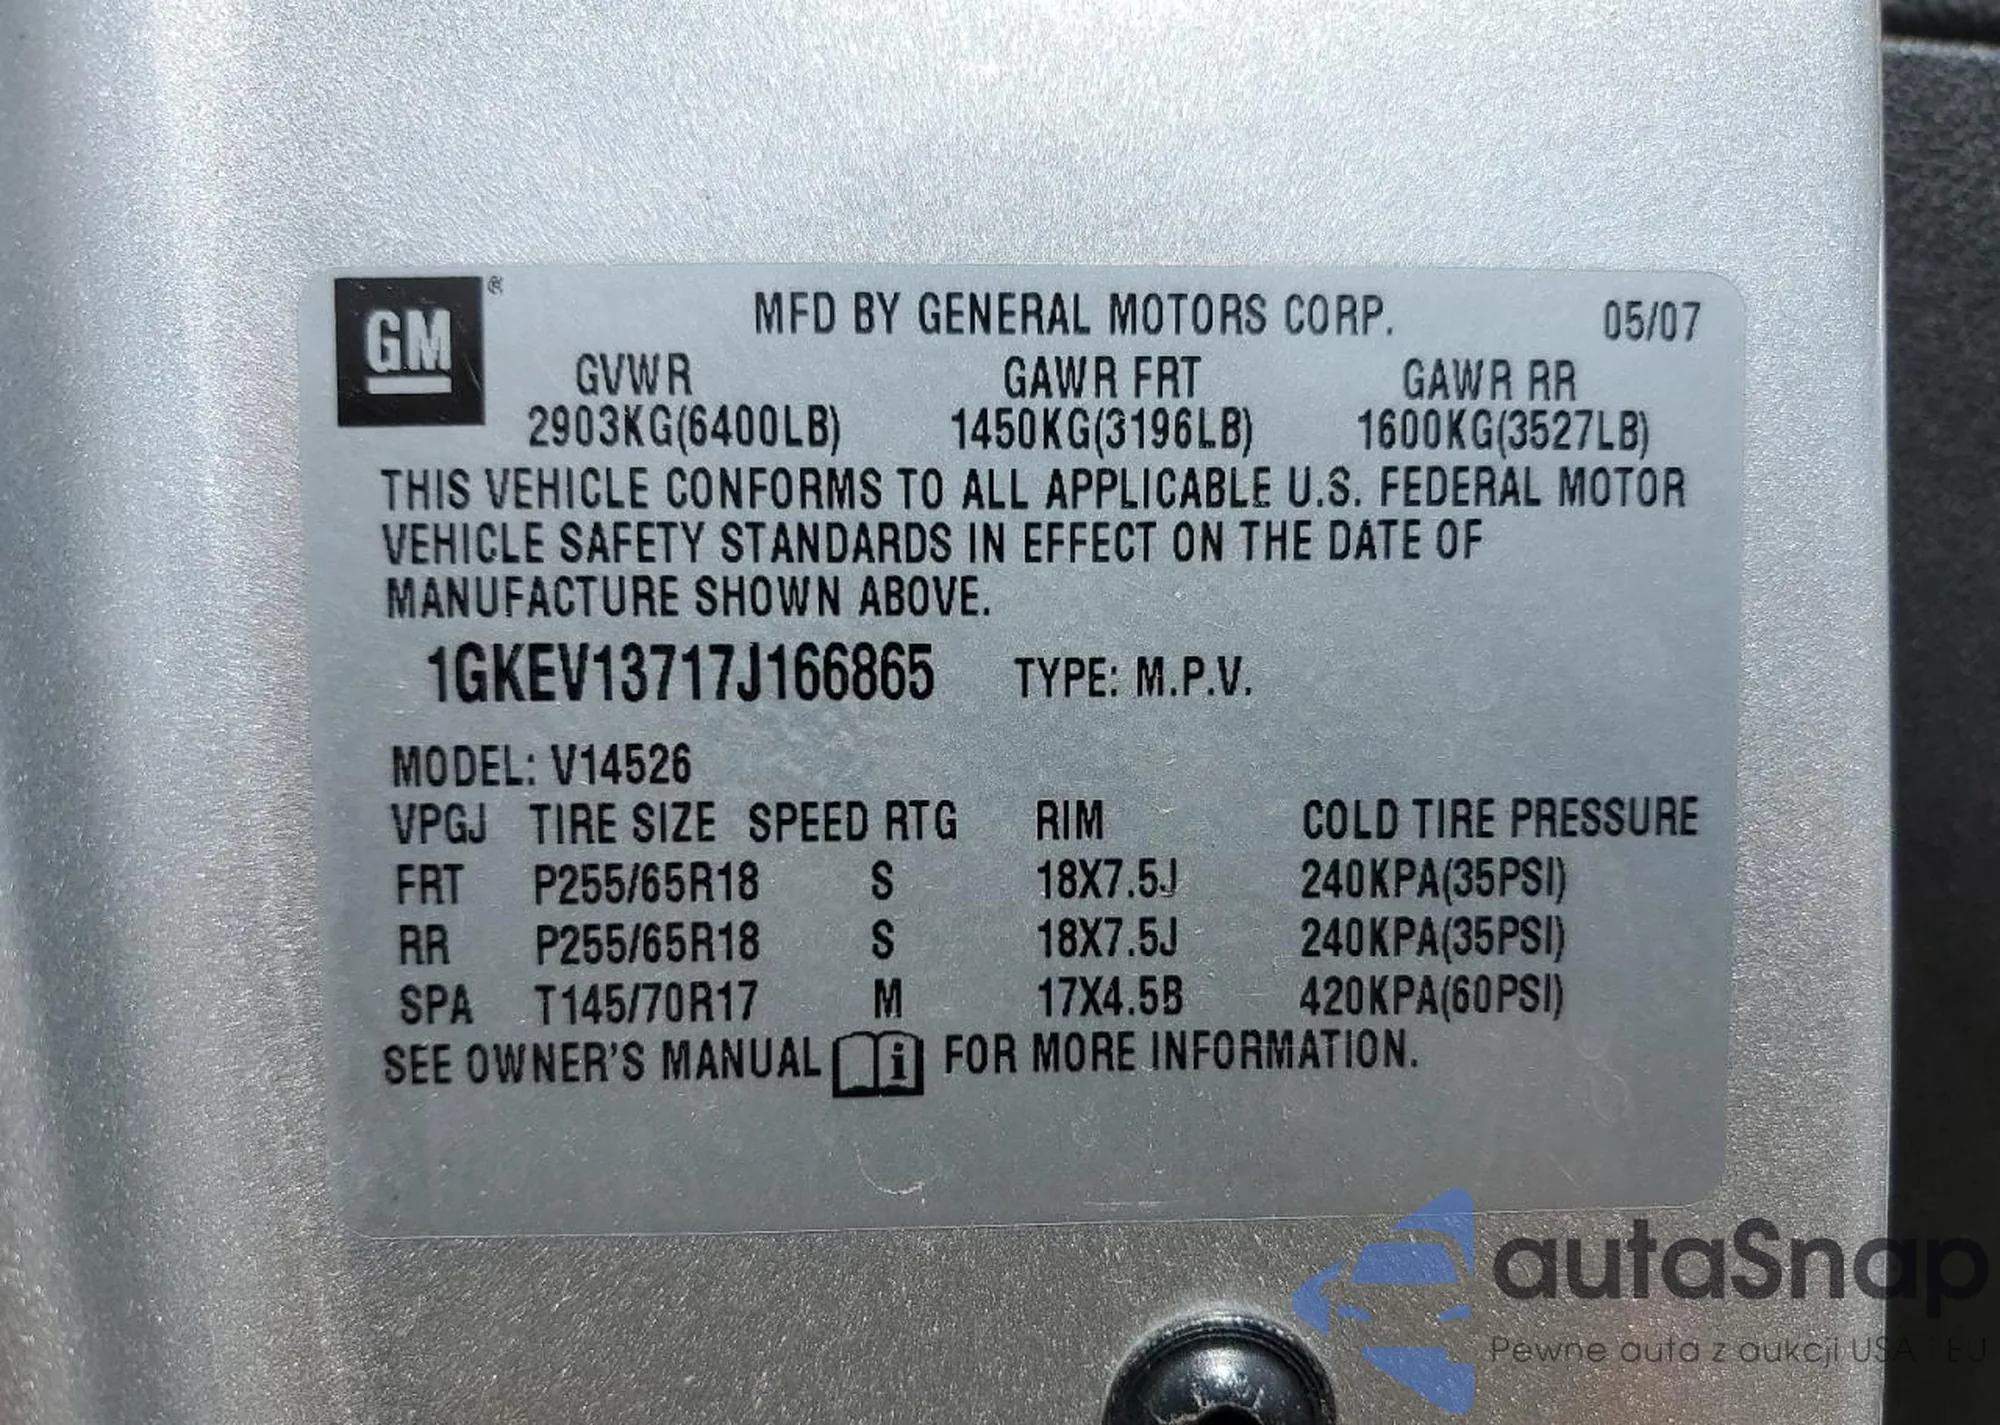 GM ®
MFD BY GENERAL MOTORS CORP. 05/07
GVWR GAWR FRT GAWR RR
2903KG(6400LB) 1450KG(3196LB) 1600KG(3527LB)
THIS VEHICLE CONFORMS TO ALL APPLICABLE U.S. FEDERAL MOTOR
VEHICLE SAFETY STANDARDS IN EFFECT ON THE DATE OF
MANUFACTURE SHOWN ABOVE.
1GKEV13717J166865 TYPE: M.P.V.
MODEL: V14526
VPGJ TIRE SIZE SPEED RTG RIM COLD TIRE PRESSURE
FRT P255/65R18 S 18X7.5J 240KPA(35PSI)
RR P255/65R18 S 18X7.5J 240KPA(35PSI)
SPA T145/70R17 M 17X4.5B 420KPA(60PSI)
SEE OWNER'S MANUAL i FOR MORE INFORMATION.
autaSnap
Pewne auta z aukcji USA i EU